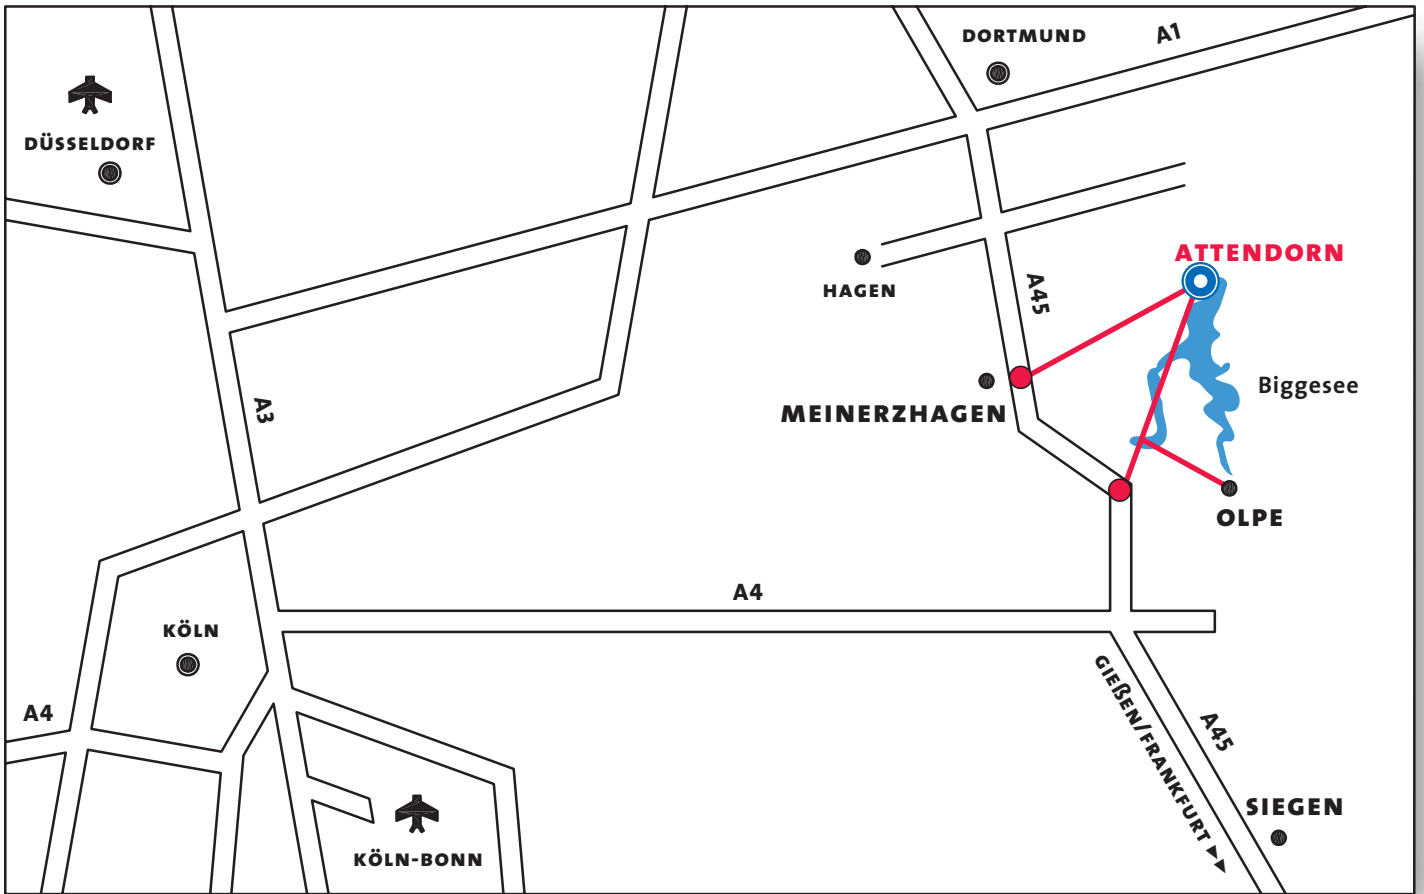 DORTMUND
A1
DÜSSELDORF
ATTENDORN
HAGEN
A45
Biggesee
A3
MEINERZHAGEN
OLPE
A4
KÖLN
GIEßEN/FRANKFURT
A4
A45
SIEGEN
KÖLN-BONN